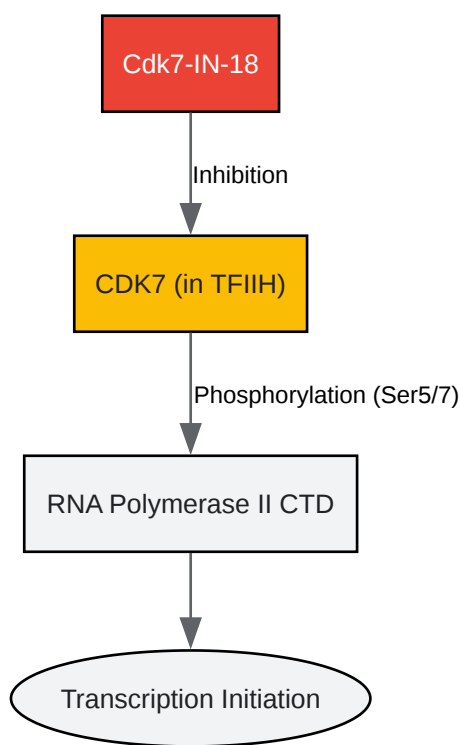 Cdk7-IN-18
Inhibition
CDK7 (in TFIIH)
Phosphorylation (Ser5/7)
RNA Polymerase II CTD
Transcription Initiation